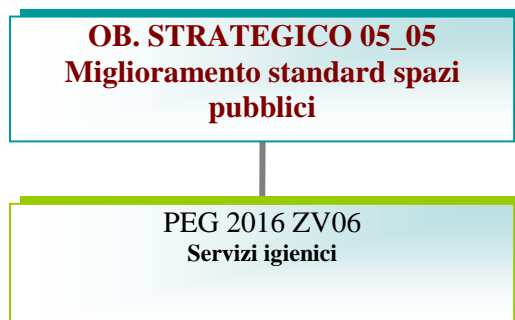 OB. STRATEGICO 05_05
Miglioramento standard spazi
pubblici
PEG 2016 ZV06
Servizi igienici